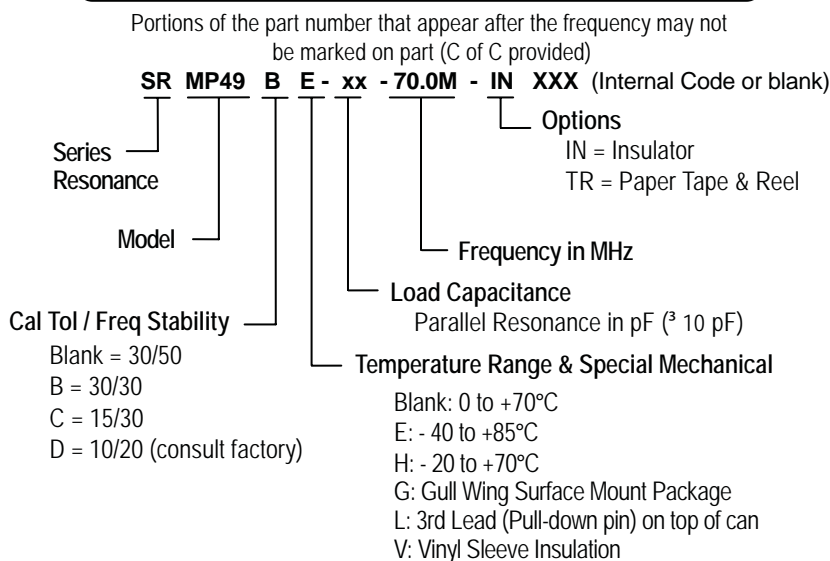 Portions of the part number that appear after the frequency may not
be marked on part (C of C provided)
SR MP49 B E - xx - 70.0M - IN XXX (Internal Code or blank)
Options
IN = Insulator
TR = Paper Tape & Reel
Series
Resonance
Model
Frequency in MHz
Load Capacitance
Parallel Resonance in pF (³ 10 pF)
Cal Tol / Freq Stability
Blank = 30/50
B = 30/30
C = 15/30
D = 10/20 (consult factory)
Temperature Range & Special Mechanical
Blank: 0 to +70°C
E: - 40 to +85°C
H: - 20 to +70°C
G: Gull Wing Surface Mount Package
L: 3rd Lead (Pull-down pin) on top of can
V: Vinyl Sleeve Insulation